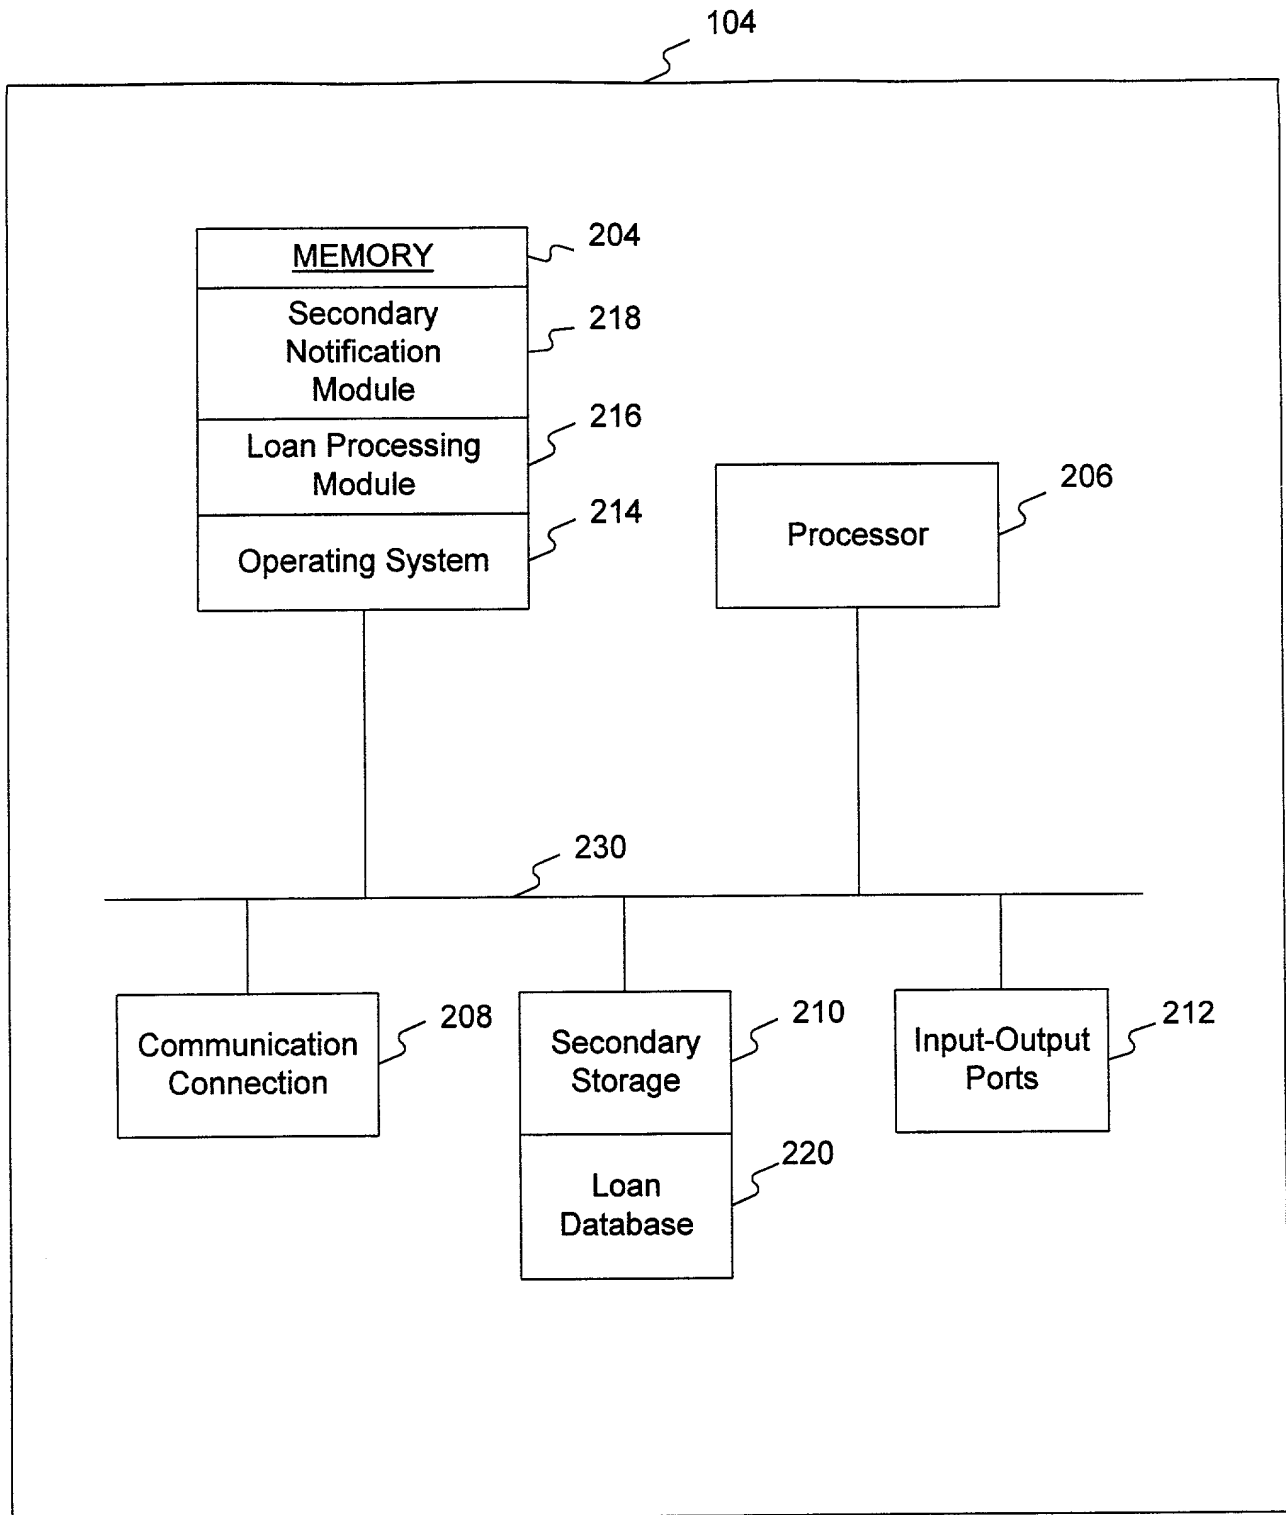 104
MEMORY
204
Secondary
Notification
Module
218
Loan Processing
Module
216
Operating System
214
Processor
206
230
Communication
Connection
208
Secondary
Storage
210
Input-Output
Ports
212
Loan
Database
220